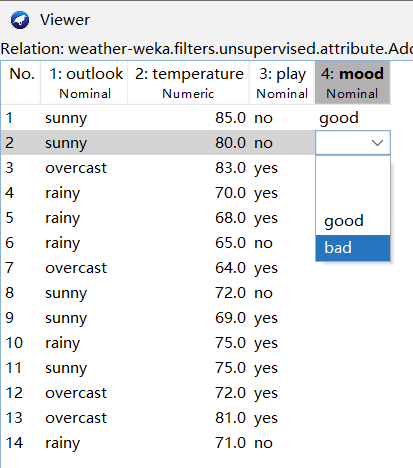 Viewer
Relation: weather-weka.filters.unsupervised.attribute.Add
No. 1: outlook 2: temperature 3: play 4: mood
Nominal Numeric Nominal Nominal
1 sunny 85.0 no good
2 sunny 80.0 no
3 overcast 83.0 yes
4 rainy 70.0 yes
good
5 rainy 68.0 yes
bad
6 rainy 65.0 no
7 overcast 64.0 yes
8 sunny 72.0 no
9 sunny 69.0 yes
10 rainy 75.0 yes
11 sunny 75.0 yes
12 overcast 72.0 yes
13 overcast 81.0 yes
14 rainy 71.0 no